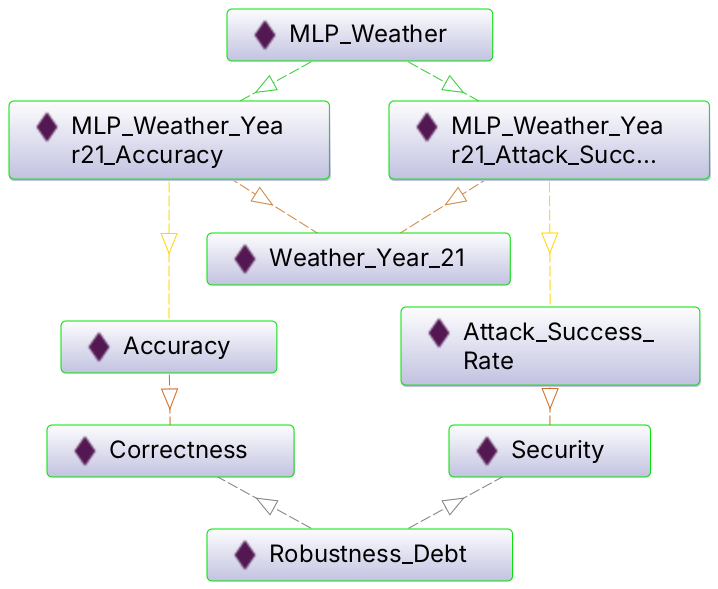 MLP_Weather
MLP_Weather_Yea
r21_Accuracy
MLP_Weather_Yea
r21_Attack_Succ...
Weather_Year_21
Accuracy
Attack_Success_
Rate
Correctness
Security
Robustness_Debt